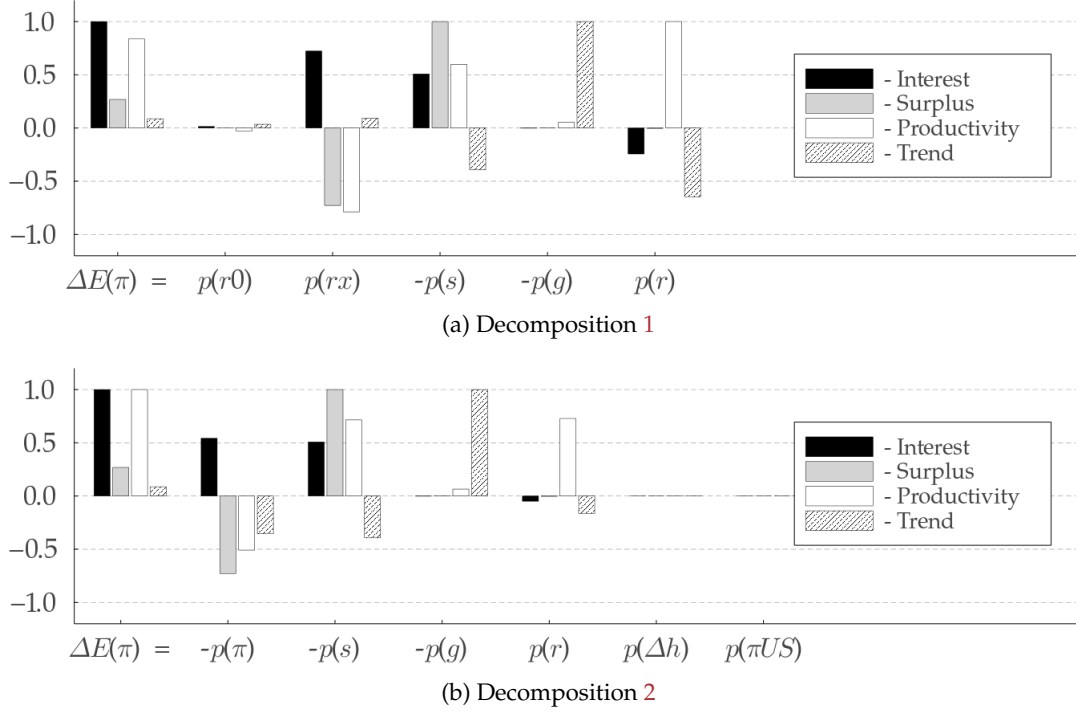 1.0
0.5
0.0
−0.5
−1.0
- Interest
- Surplus
- Productivity
- Trend
ΔE(π) = p(r0) p(rx) -p(s) -p(g) p(r)
(a) Decomposition 1
1.0
0.5
0.0
−0.5
−1.0
- Interest
- Surplus
- Productivity
- Trend
ΔE(π) = -p(π) -p(s) -p(g) p(r) p(Δh) p(πUS)
(b) Decomposition 2